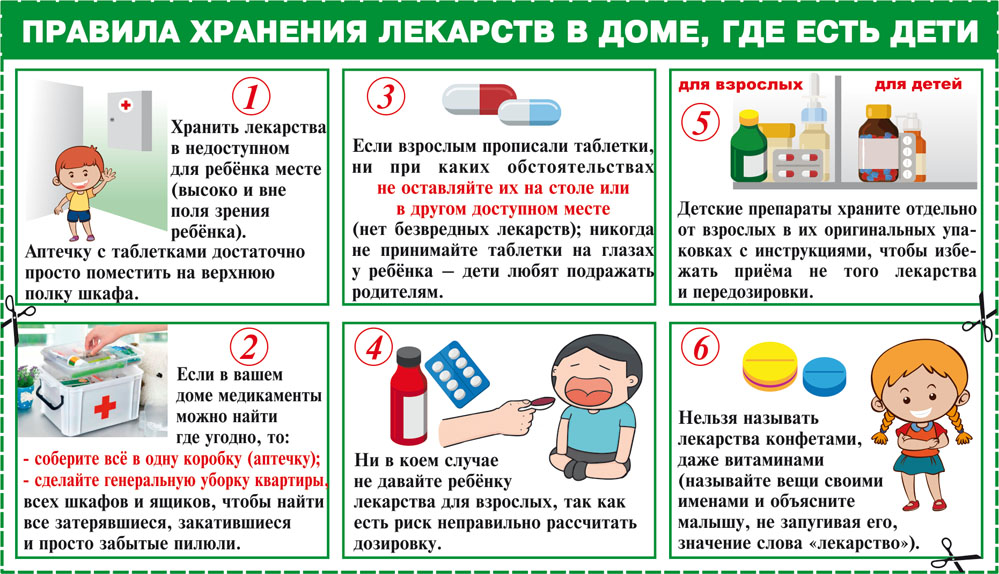 ПРАВИЛА ХРАНЕНИЯ ЛЕКАРСТВ В ДОМЕ, ГДЕ ЕСТЬ ДЕТИ
1
Хранить лекарства
в недоступном
для ребёнка месте
(высоко и вне
поля зрения
ребёнка).
Аптечку с таблетками достаточно
просто поместить на верхнюю
полку шкафа.
2
Если в вашем
доме медикаменты
можно найти
где угодно, то:
- соберите всё в одну коробку (аптечку);
- сделайте генеральную уборку квартиры,
всех шкафов и ящиков, чтобы найти
все затерявшиеся, закатившиеся
и просто забытые пилюли.
3
Если взрослым прописали таблетки,
ни при каких обстоятельствах
не оставляйте их на столе или
в другом доступном месте
(нет безвредных лекарств); никогда
не принимайте таблетки на глазах
у ребёнка – дети любят подражать
родителям.
4
Ни в коем случае
не давайте ребёнку
лекарства для взрослых, так как
есть риск неправильно рассчитать
дозировку.
для взрослых
для детей
5
Детские препараты храните отдельно
от взрослых в их оригинальных упа-
ковках с инструкциями, чтобы избе-
жать приёма не того лекарства
и передозировки.
6
Нельзя называть
лекарства конфетами,
даже витаминами
(называйте вещи своими
именами и объясните
малышу, не запугивая его,
значение слова «лекарство»).